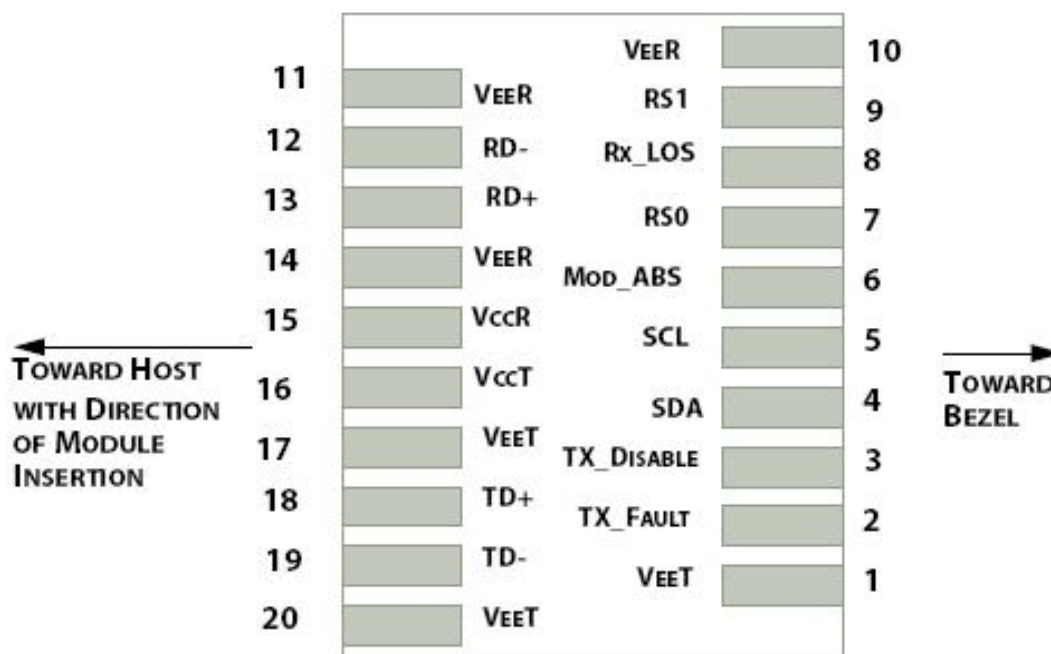 VEER 10
11 VEER
RS1 9
12 RD-
Rx_LOS 8
13 RD+
RS0 7
14 VEER
MOD_ABS 6
15 VCCR
SCL 5
TOWARD HOST
WITH DIRECTION
OF MODULE
INSERTION
TOWARD
BEZEL
16 VCCT
SDA 4
17 VEET
TX_DISABLE 3
18 TD+
TX_FAULT 2
19 TD-
VEET 1
20 VEET